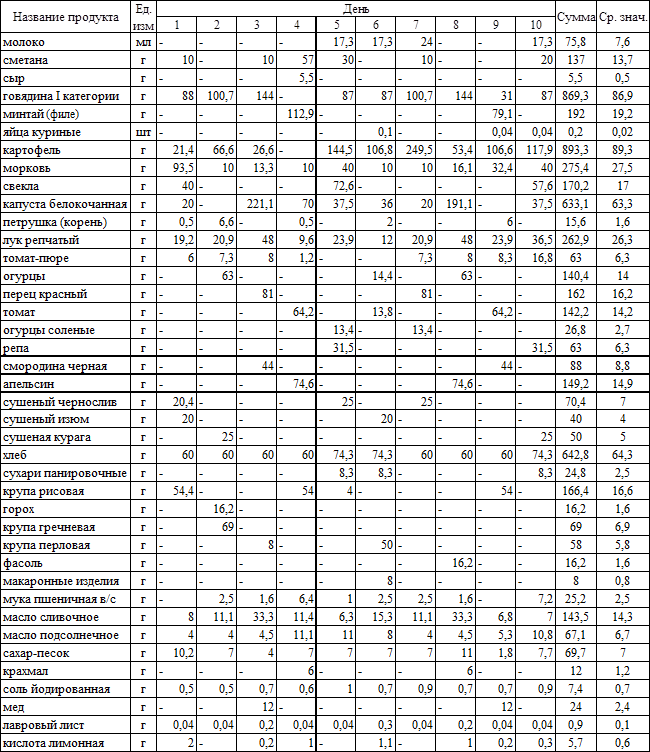 Название продукта Ед. изм День Сумма Ср. знач.
1 2 3 4 5 6 7 8 9 10
молоко мл - - - - 17,3 17,3 24 - - 17,3 75,8 7,6
сметана г 10 - 10 57 30 - 10 - - 20 137 13,7
сыр г - - - 5,5 - - - - - - 5,5 0,5
говядина I категории г 88 100,7 144 - 87 87 100,7 144 31 87 869,3 86,9
минтай (филе) г - - - 112,9 - - - - 79,1 - 192 19,2
яйца куриные шт - - - - - 0,1 - - 0,04 0,04 0,2 0,02
картофель г 21,4 66,6 26,6 - 144,5 106,8 249,5 53,4 106,6 117,9 893,3 89,3
морковь г 93,5 10 13,3 10 40 10 10 16,1 32,4 40 275,4 27,5
свекла г 40 - - - 72,6 - - - - 57,6 170,2 17
капуста белокочанная г 20 - 221,1 70 37,5 36 20 191,1 - 37,5 633,1 63,3
петрушка (корень) г 0,5 6,6 - 0,5 - 2 - - 6 - 15,6 1,6
лук репчатый г 19,2 20,9 48 9,6 23,9 12 20,9 48 23,9 36,5 262,9 26,3
томат-пюре г 6 7,3 8 1,2 - - 7,3 8 8,3 16,8 63 6,3
огурцы г - 63 - - - 14,4 - 63 - - 140,4 14
перец красный г - - 81 - - - 81 - - - 162 16,2
томат г - - - 64,2 - 13,8 - - 64,2 - 142,2 14,2
огурцы соленые г - - - - 13,4 - 13,4 - - - 26,8 2,7
репа г - - - - 31,5 - - - - 31,5 63 6,3
смородина черная г - - 44 - - - - - 44 - 88 8,8
апельсин г - - - 74,6 - - - 74,6 - - 149,2 14,9
сушеный чернослив г 20,4 - - - 25 - 25 - - - 70,4 7
сушеный изюм г 20 - - - - 20 - - - - 40 4
сушеная курага г - 25 - - - - - - - 25 50 5
хлеб г 60 60 60 60 74,3 74,3 60 60 60 74,3 642,8 64,3
сухари панировочные г - - - - 8,3 8,3 - - - 8,3 24,8 2,5
крупа рисовая г 54,4 - - 54 4 - - - 54 - 166,4 16,6
горох г - 16,2 - - - - - - - - 16,2 1,6
крупа гречневая г - 69 - - - - - - - - 69 6,9
крупа перловая г - - 8 - - 50 - - - - 58 5,8
фасоль г - - - - - - - 16,2 - - 16,2 1,6
макаронные изделия г - - - - - 8 - - - - 8 0,8
мука пшеничная в/с г - 2,5 1,6 6,4 1 2,5 2,5 1,6 - 7,2 25,2 2,5
масло сливочное г 8 11,1 33,3 11,4 6,3 15,3 11,1 33,3 6,8 7 143,5 14,3
масло подсолнечное г 4 4 4,5 11,1 11 8 4 4,5 5,3 10,8 67,1 6,7
сахар-песок г 10,2 7 4 7 7 7 7 11 1,8 7,7 69,7 7
крахмал г - - - 6 - - - 6 - - 12 1,2
соль йодированная г 0,5 0,5 0,7 0,6 1 0,7 0,9 0,7 0,7 0,9 7,4 0,7
мед г - - 12 - - - - - 12 - 24 2,4
лавровый лист г 0,04 0,04 0,2 0,04 0,04 0,3 0,04 0,2 0,04 0,04 0,9 0,1
кислота лимонная г 2 - 0,2 1 - 1,1 - 1 0,2 0,3 5,7 0,6